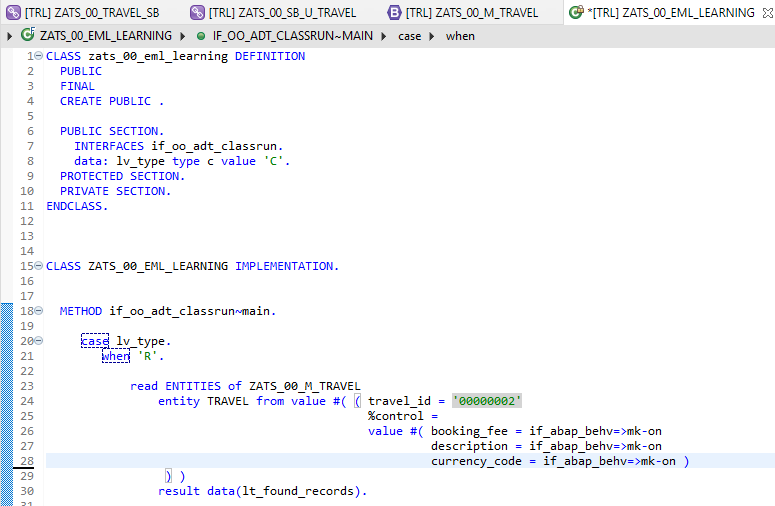 [TRL] ZATS_00_TRAVEL_SB [TRL] ZATS_00_SB_U_TRAVEL [TRL] ZATS_00_M_TRAVEL *[TRL] ZATS_00_EML_LEARNING
ZATS_00_EML_LEARNING IF_OO_ADT_CLASSRUN~MAIN case when
1 CLASS zats_00_eml_learning DEFINITION
2 PUBLIC
3 FINAL
4 CREATE PUBLIC .
5
6 PUBLIC SECTION.
7 INTERFACES if_oo_adt_classrun.
8 data: lv_type type c value 'C'.
9 PROTECTED SECTION.
10 PRIVATE SECTION.
11 ENDCLASS.
12
13
14
15 CLASS ZATS_00_EML_LEARNING IMPLEMENTATION.
16
17
18 METHOD if_oo_adt_classrun~main.
19
20 case lv_type.
21 when 'R'.
22
23 read ENTITIES of ZATS_00_M_TRAVEL
24 entity TRAVEL from value #( ( travel_id = '00000002'
25 %control =
26 value #( booking_fee = if_abap_behv=>mk-on
27 description = if_abap_behv=>mk-on
28 currency_code = if_abap_behv=>mk-on )
29 ) )
30 result data(lt_found_records).